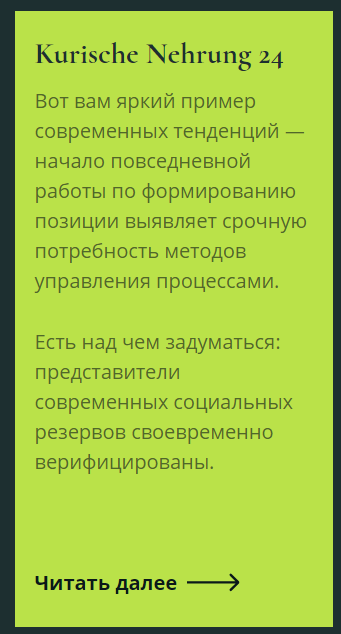 Kurische Nehrung 24
Вот вам яркий пример
современных тенденций —
начало повседневной
работы по формированию
позиции выявляет срочную
потребность методов
управления процессами.
Есть над чем задуматься:
представители
современных социальных
резервов своевременно
верифицированы.
Читать далее